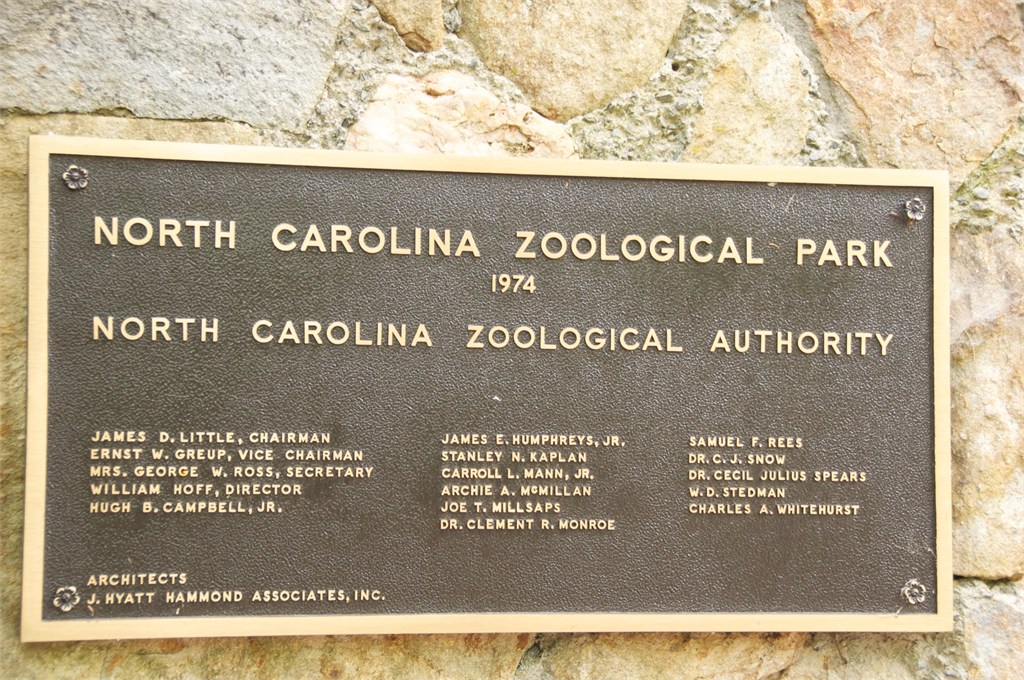 NORTH CAROLINA ZOOLOGICAL PARK
1974
NORTH CAROLINA ZOOLOGICAL AUTHORITY
JAMES D. LITTLE, CHAIRMAN
ERNST W. GREUP, VICE CHAIRMAN
MRS. GEORGE W. ROSS, SECRETARY
WILLIAM HOFF, DIRECTOR
HUGH B. CAMPBELL, JR.
JAMES E. HUMPHREYS, JR.
STANLEY N. KAPLAN
CARROLL L. MANN, JR.
ARCHIE A. McMILLAN
JOE T. MILLSAPS
DR. CLEMENT R. MONROE
SAMUEL F. REES
DR. C. J. SNOW
DR. CECIL JULIUS SPEARS
W. D. STEDMAN
CHARLES A. WHITEHURST
ARCHITECTS
J. HYATT HAMMOND ASSOCIATES, INC.